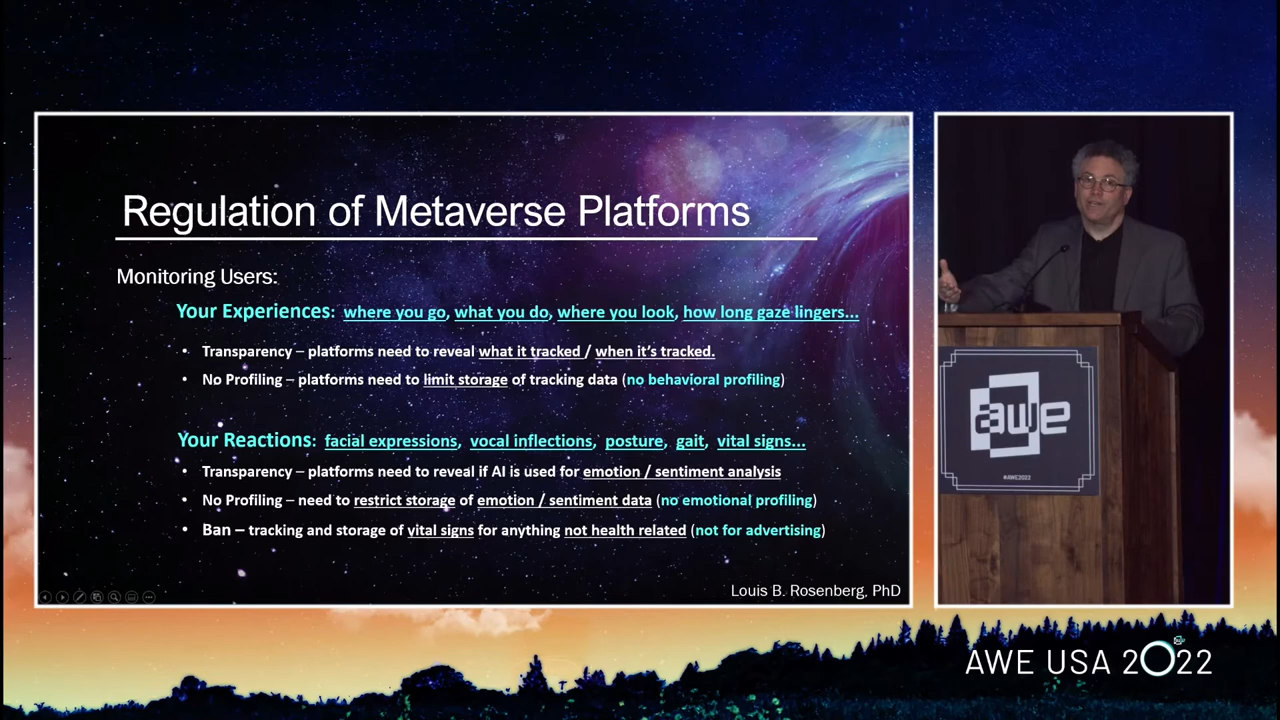 Regulation of Metaverse Platforms
Monitoring Users:
Your Experiences: where you go, what you do, where you look, how long gaze lingers...
• Transparency – platforms need to reveal what it tracked / when it's tracked.
• No Profiling – platforms need to limit storage of tracking data (no behavioral profiling)
Your Reactions: facial expressions, vocal inflections, posture, gait, vital signs...
• Transparency – platforms need to reveal if AI is used for emotion / sentiment analysis
• No Profiling – need to restrict storage of emotion / sentiment data (no emotional profiling)
• Ban – tracking and storage of vital signs for anything not health related (not for advertising)
Louis B. Rosenberg, PhD
awe
#AWE2022
AWE USA 2022